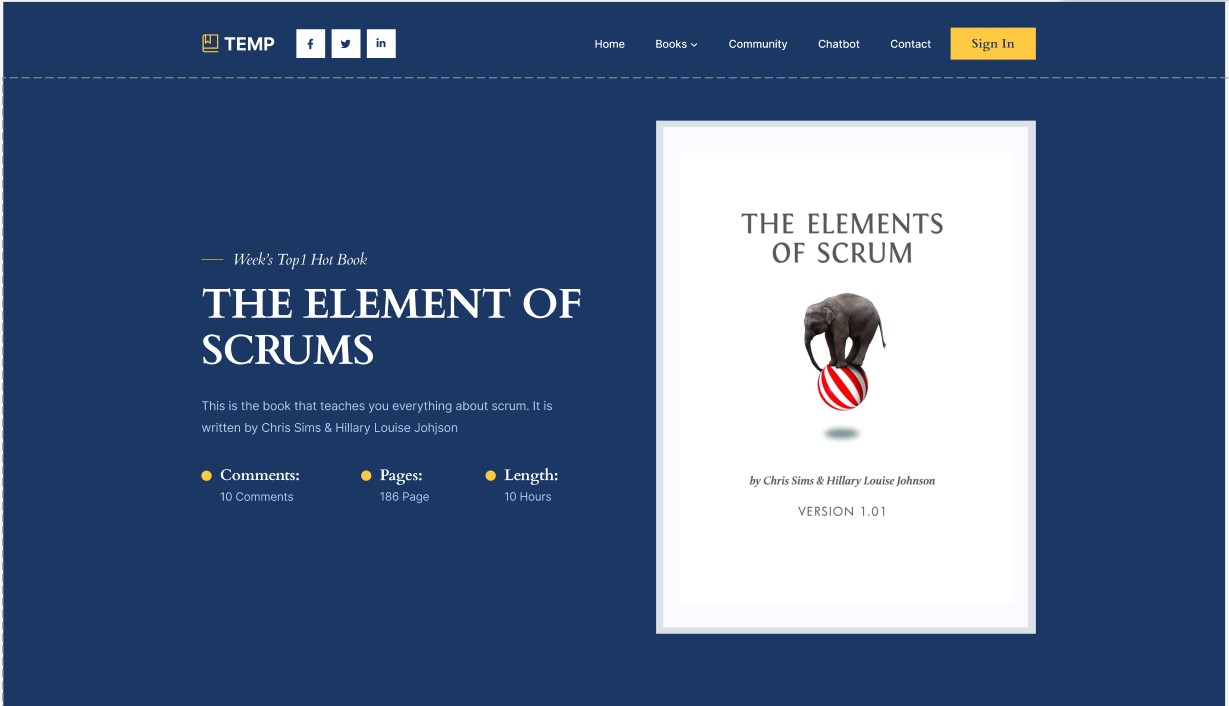 TEMP
Home
Books
Community
Chatbot
Contact
Sign In
Week's Top1 Hot Book
THE ELEMENT OF
SCRUMS
This is the book that teaches you everything about scrum. It is
written by Chris Sims & Hillary Louise Johjson
Comments:
10 Comments
Pages:
186 Page
Length:
10 Hours
THE ELEMENTS
OF SCRUM
by Chris Sims & Hillary Louise Johnson
VERSION 1.01